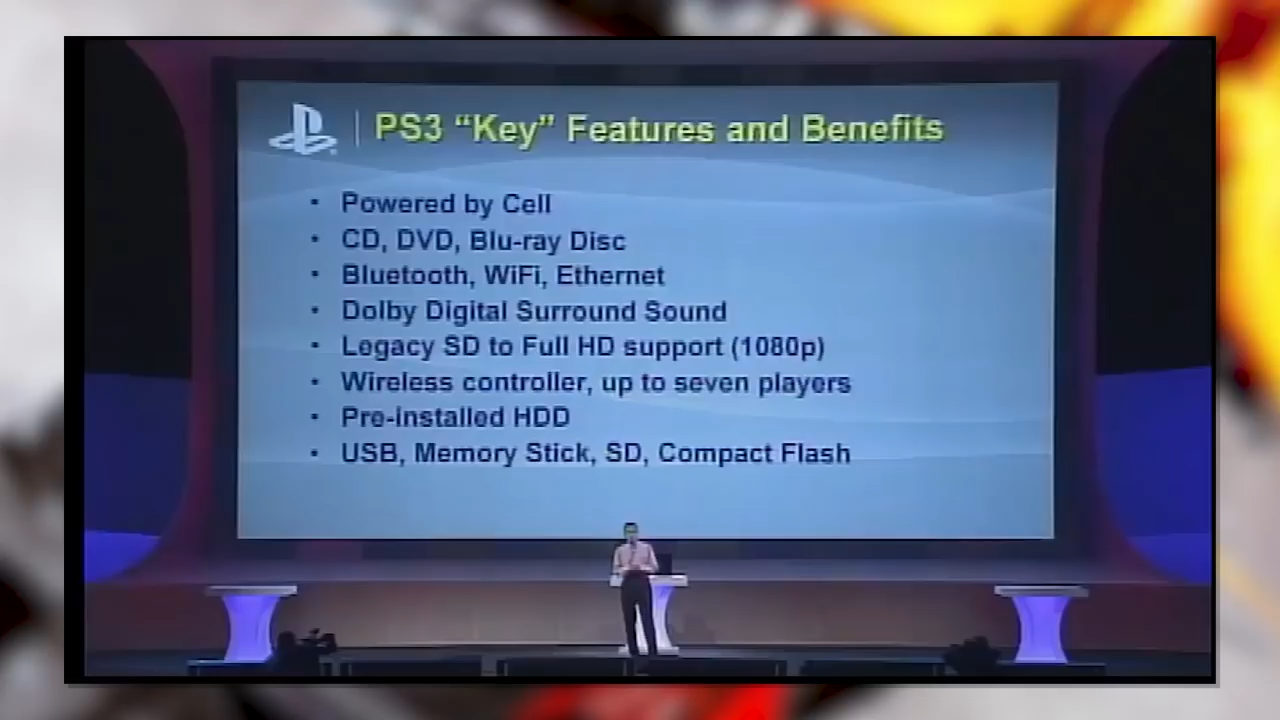 PS3 “Key” Features and Benefits
• Powered by Cell
• CD, DVD, Blu-ray Disc
• Bluetooth, WiFi, Ethernet
• Dolby Digital Surround Sound
• Legacy SD to Full HD support (1080p)
• Wireless controller, up to seven players
• Pre-installed HDD
• USB, Memory Stick, SD, Compact Flash